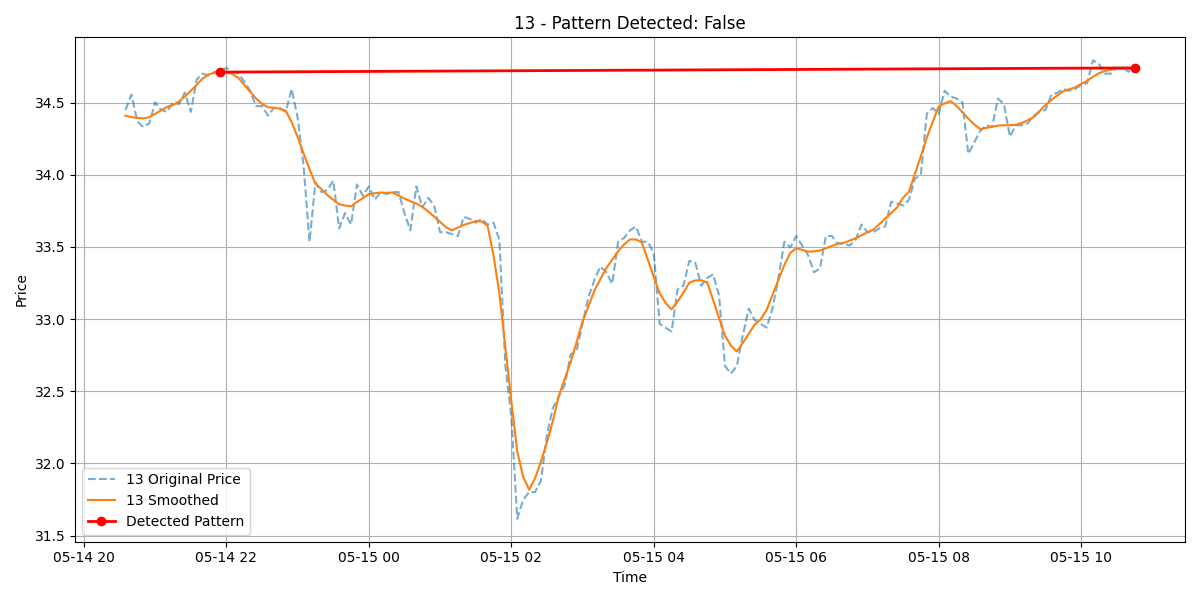 13 - Pattern Detected: False
Price
34.5
34.0
33.5
33.0
32.5
32.0
31.5
13 Original Price
13 Smoothed
Detected Pattern
05-14 20 05-14 22 05-15 00 05-15 02 05-15 04 05-15 06 05-15 08 05-15 10
Time